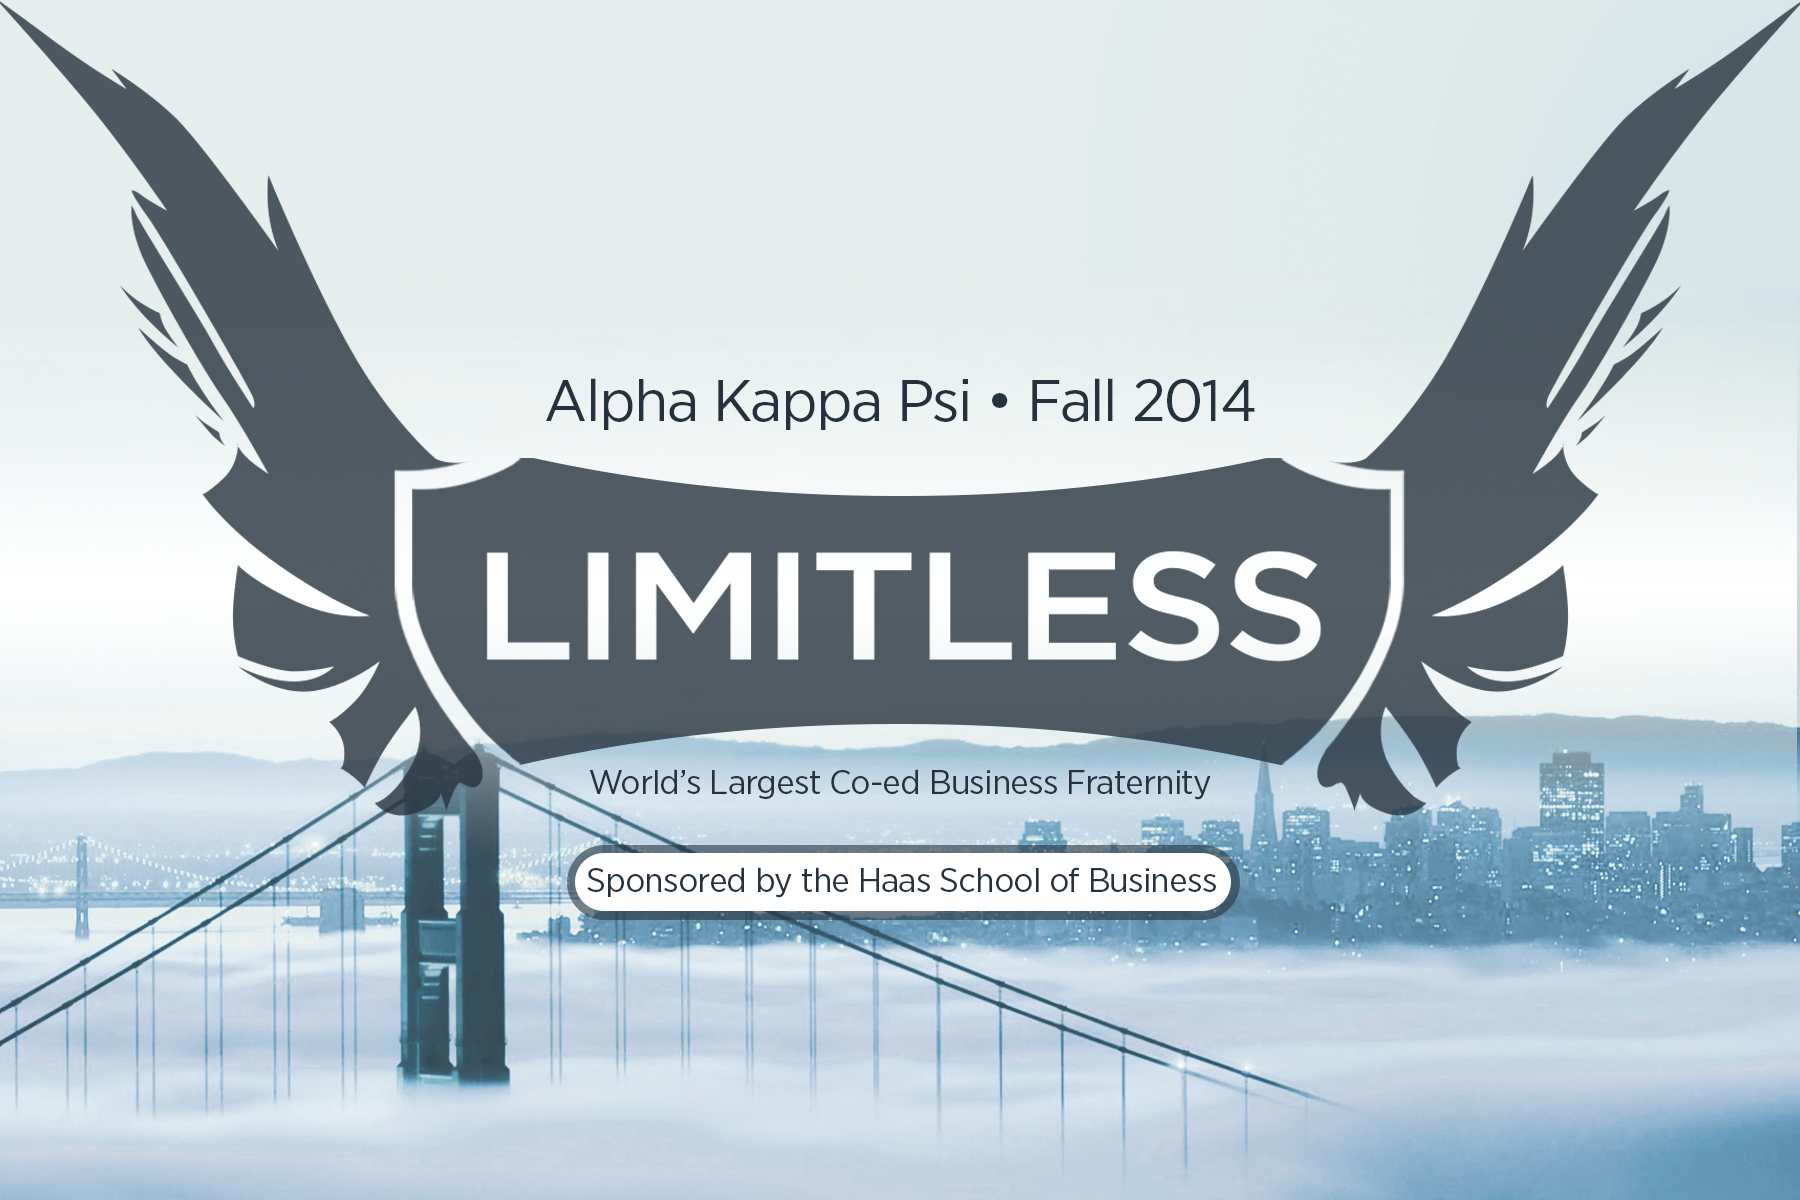 Alpha Kappa Psi • Fall 2014
LIMITLESS
World’s Largest Co-ed Business Fraternity
Sponsored by the Haas School of Business